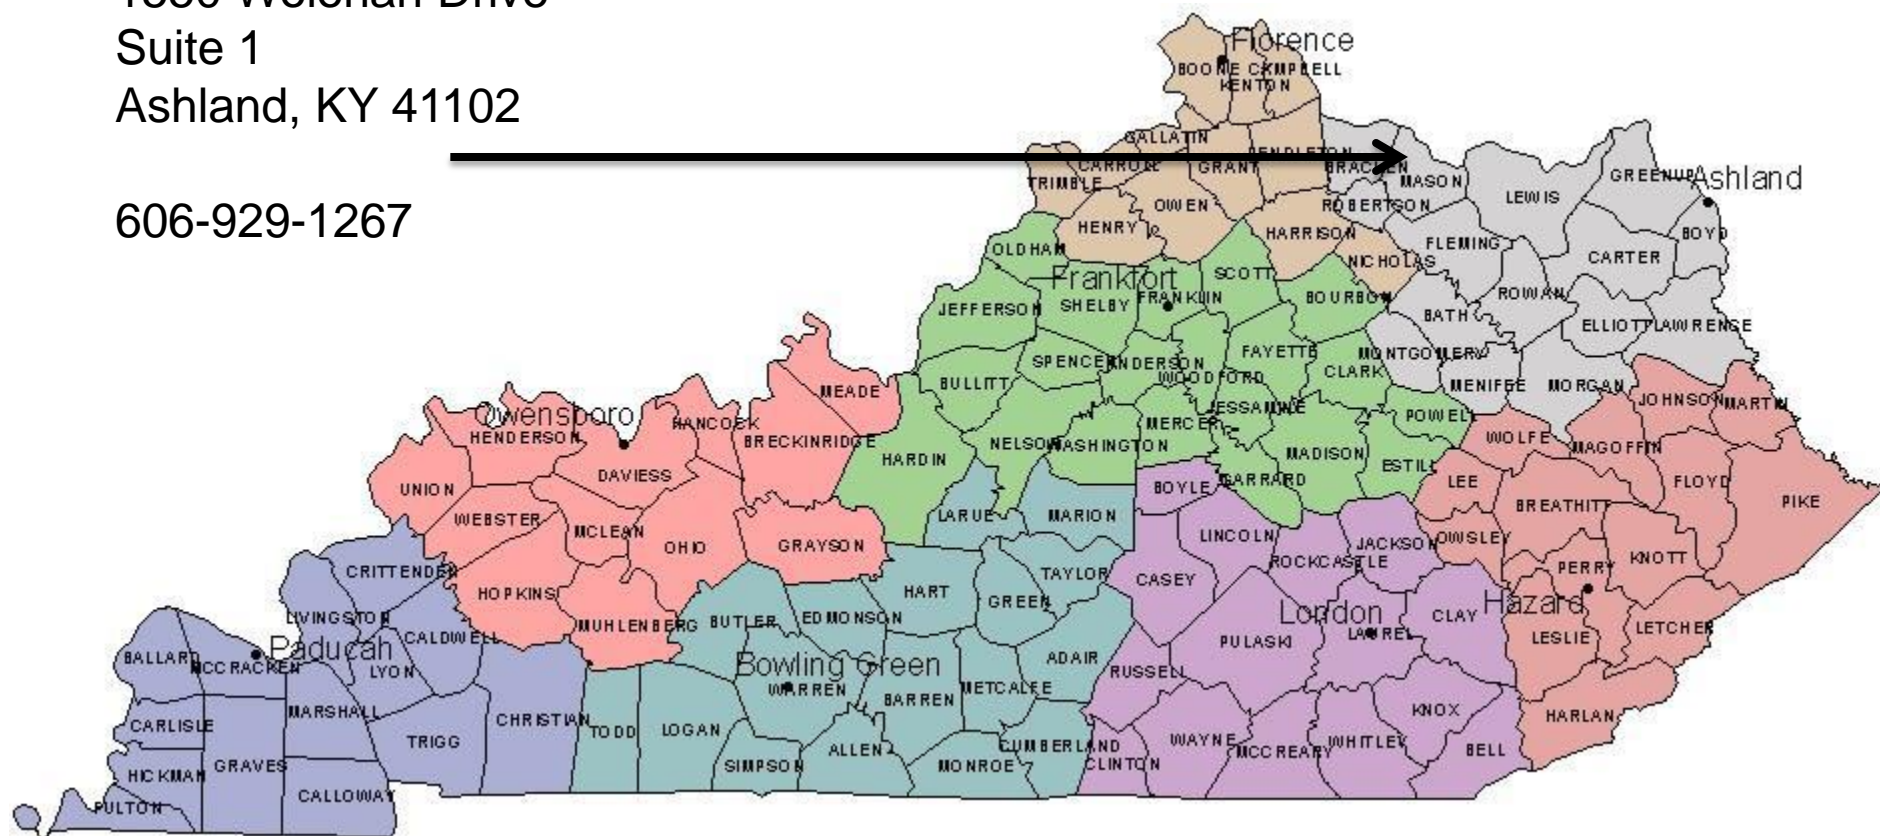 Wolohan Drive
Suite 1
Ashland, KY 41102
606-929-1267
Florence
BOONE
CAMPBELL
KENTON
GALLATIN
PENDLETON
CARROLL
GRANT
BRACKEN
TRIMBLE
MASON
GREENUP
Ashland
OWEN
ROBERTSON
LEWIS
HENRY
HARRISON
OLDHAM
FLEMING
BOYD
NICHOLAS
CARTER
Frankfort
SCOTT
JEFFERSON
SHELBY
FRANKLIN
BOURBON
ROWAN
BATH
ELLIOTT
LAWRENCE
SPENCER
ANDERSON
FAYETTE
MONTGOMERY
WOODFORD
CLARK
BULLITT
MENIFEE
MORGAN
MEADE
JOHNSON
MARTIN
JESSAMINE
POWELL
Owensboro
HANCOCK
HENDERSON
BRECKINRIDGE
MERCER
NELSON
WASHINGTON
WOLFE
MAGOFFIN
HARDIN
MADISON
ESTILL
DAVIESS
GARRARD
LEE
FLOYD
UNION
BOYLE
PIKE
BREATHITT
WEBSTER
LARUE
MARION
MCLEAN
LINCOLN
OWSLEY
OHIO
GRAYSON
JACKSON
KNOTT
ROCKCASTLE
PERRY
CRITTENDEN
TAYLOR
CASEY
HOPKINS
HART
GREEN
Hazard
LIVINGSTON
MUHLENBERG
BUTLER
EDMONSON
London
CLAY
LAUREL
LESLIE
LETCHER
CALDWELL
PULASKI
Paducah
BALLARD
MCCRACKEN
Bowling Green
ADAIR
LYON
RUSSELL
WARREN
METCALFE
BARREN
MARSHALL
KNOX
CARLISLE
CHRISTIAN
HARLAN
TODD
LOGAN
TRIGG
WAYNE
WHITLEY
ALLEN
CUMBERLAND
MCCREARY
BELL
HICKMAN
GRAVES
SIMPSON
MONROE
CLINTON
CALLOWAY
FULTON